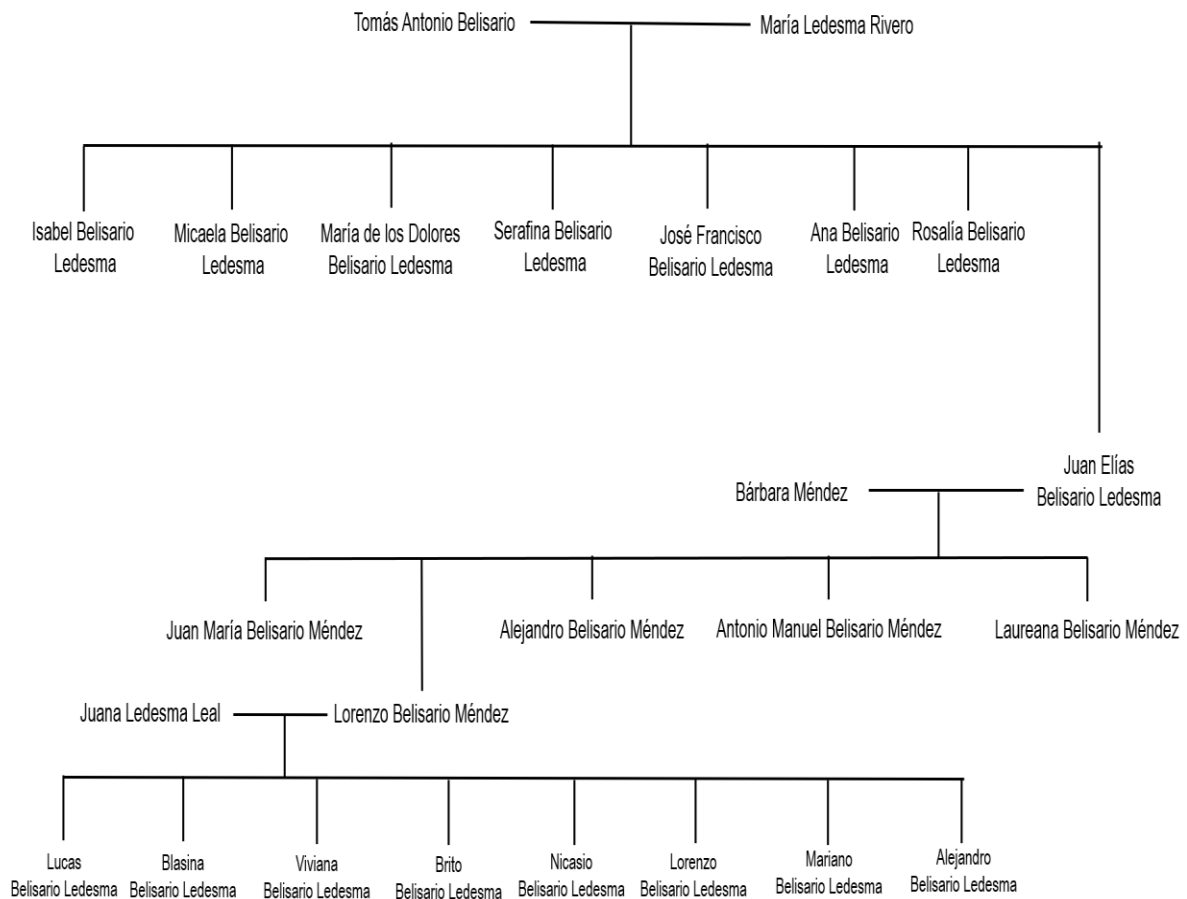 Tomás Antonio Belisario
María Ledesma Rivero
Isabel Belisario
Ledesma
Micaela Belisario
Ledesma
María de los Dolores
Belisario Ledesma
Serafina Belisario
Ledesma
José Francisco
Belisario Ledesma
Ana Belisario
Ledesma
Rosalía Belisario
Ledesma
Juan Elías
Belisario Ledesma
Bárbara Méndez
Juan María Belisario Méndez
Alejandro Belisario Méndez
Antonio Manuel Belisario Méndez
Laureana Belisario Méndez
Juana Ledesma Leal
Lorenzo Belisario Méndez
Lucas
Belisario Ledesma
Blasina
Belisario Ledesma
Viviana
Belisario Ledesma
Brito
Belisario Ledesma
Nicasio
Belisario Ledesma
Lorenzo
Belisario Ledesma
Mariano
Belisario Ledesma
Alejandro
Belisario Ledesma